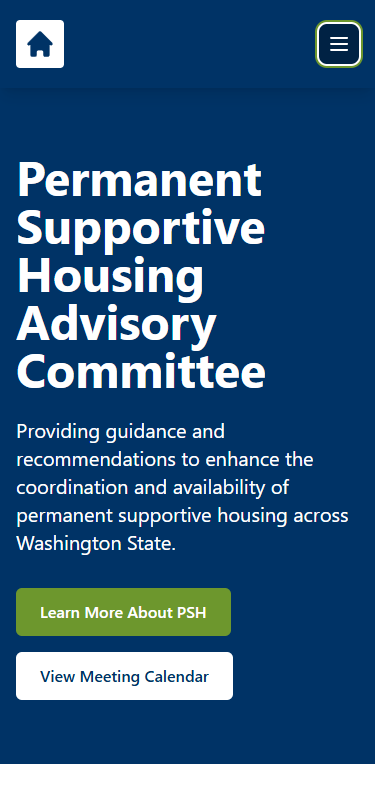 Permanent
Supportive
Housing
Advisory
Committee
Providing guidance and
recommendations to enhance the
coordination and availability of
permanent supportive housing across
Washington State.
Learn More About PSH
View Meeting Calendar